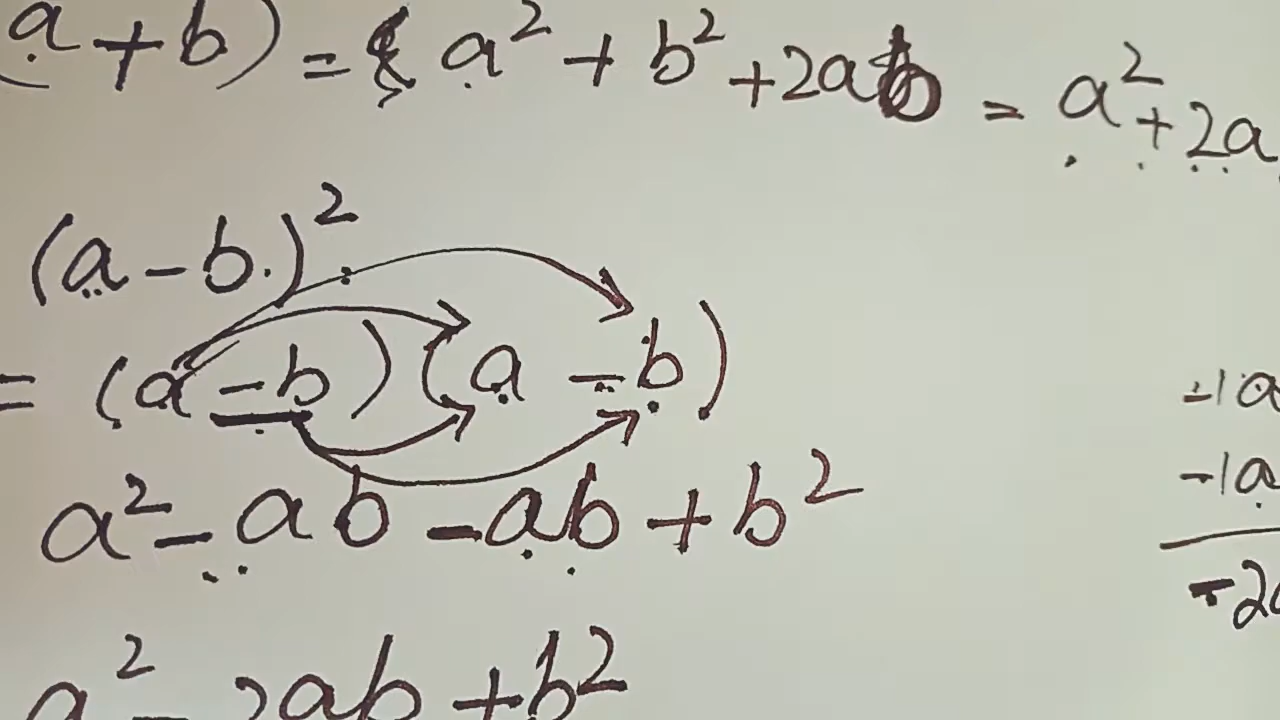 (a + b) = a² + b² + 2ab = a² + 2a
(a - b)²
= (a - b) (a - b)
a² - ab - ab + b²
a² - 2ab + b²
-1a
-1a
-2a